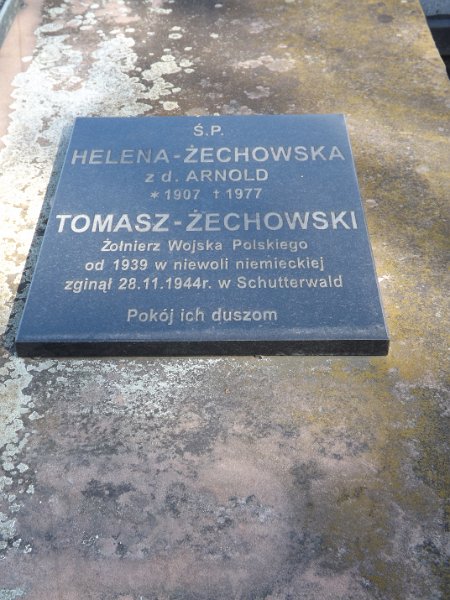 Ś.P.
HELENA-ŻECHOWSKA
z d. ARNOLD
* 1907 † 1977
TOMASZ-ŻECHOWSKI
Żołnierz Wojska Polskiego
od 1939 w niewoli niemieckiej
zginął 28.11.1944r. w Schutterwald
Pokój ich duszom